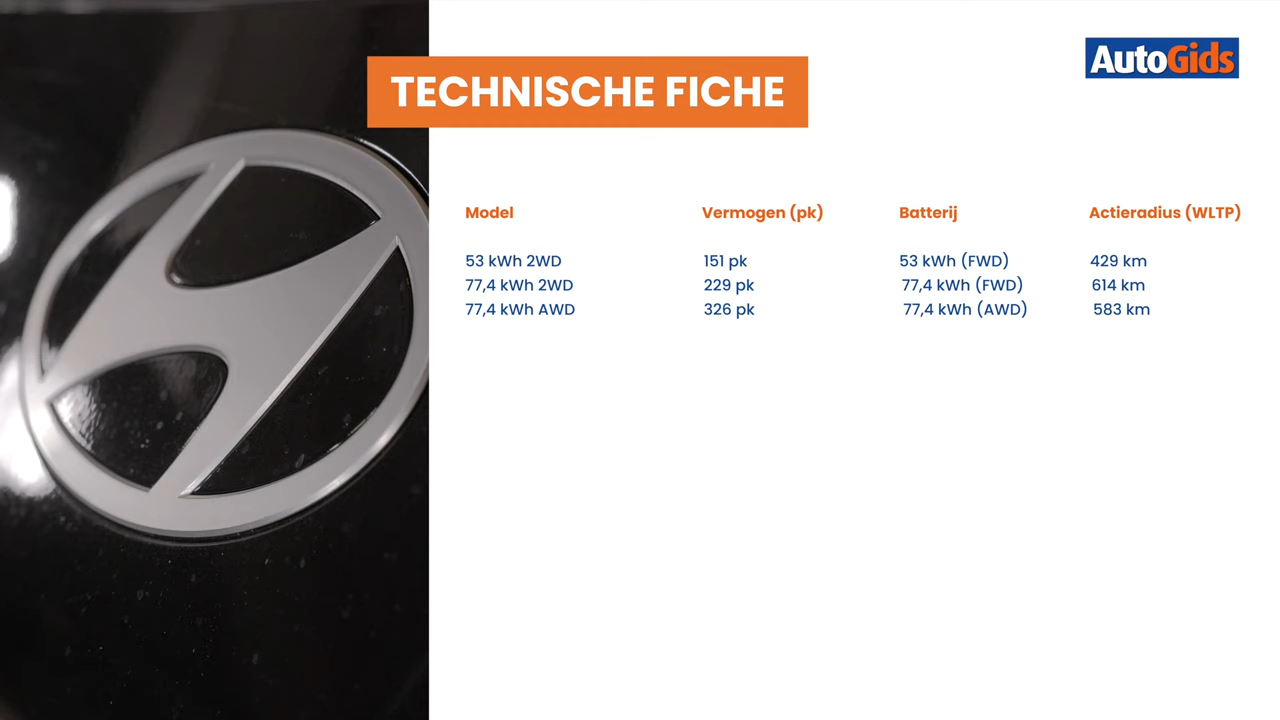 AutoGids
TECHNISCHE FICHE
Model Vermogen (pk) Batterij Actieradius (WLTP)
53 kWh 2WD 151 pk 53 kWh (FWD) 429 km
77,4 kWh 2WD 229 pk 77,4 kWh (FWD) 614 km
77,4 kWh AWD 326 pk 77,4 kWh (AWD) 583 km